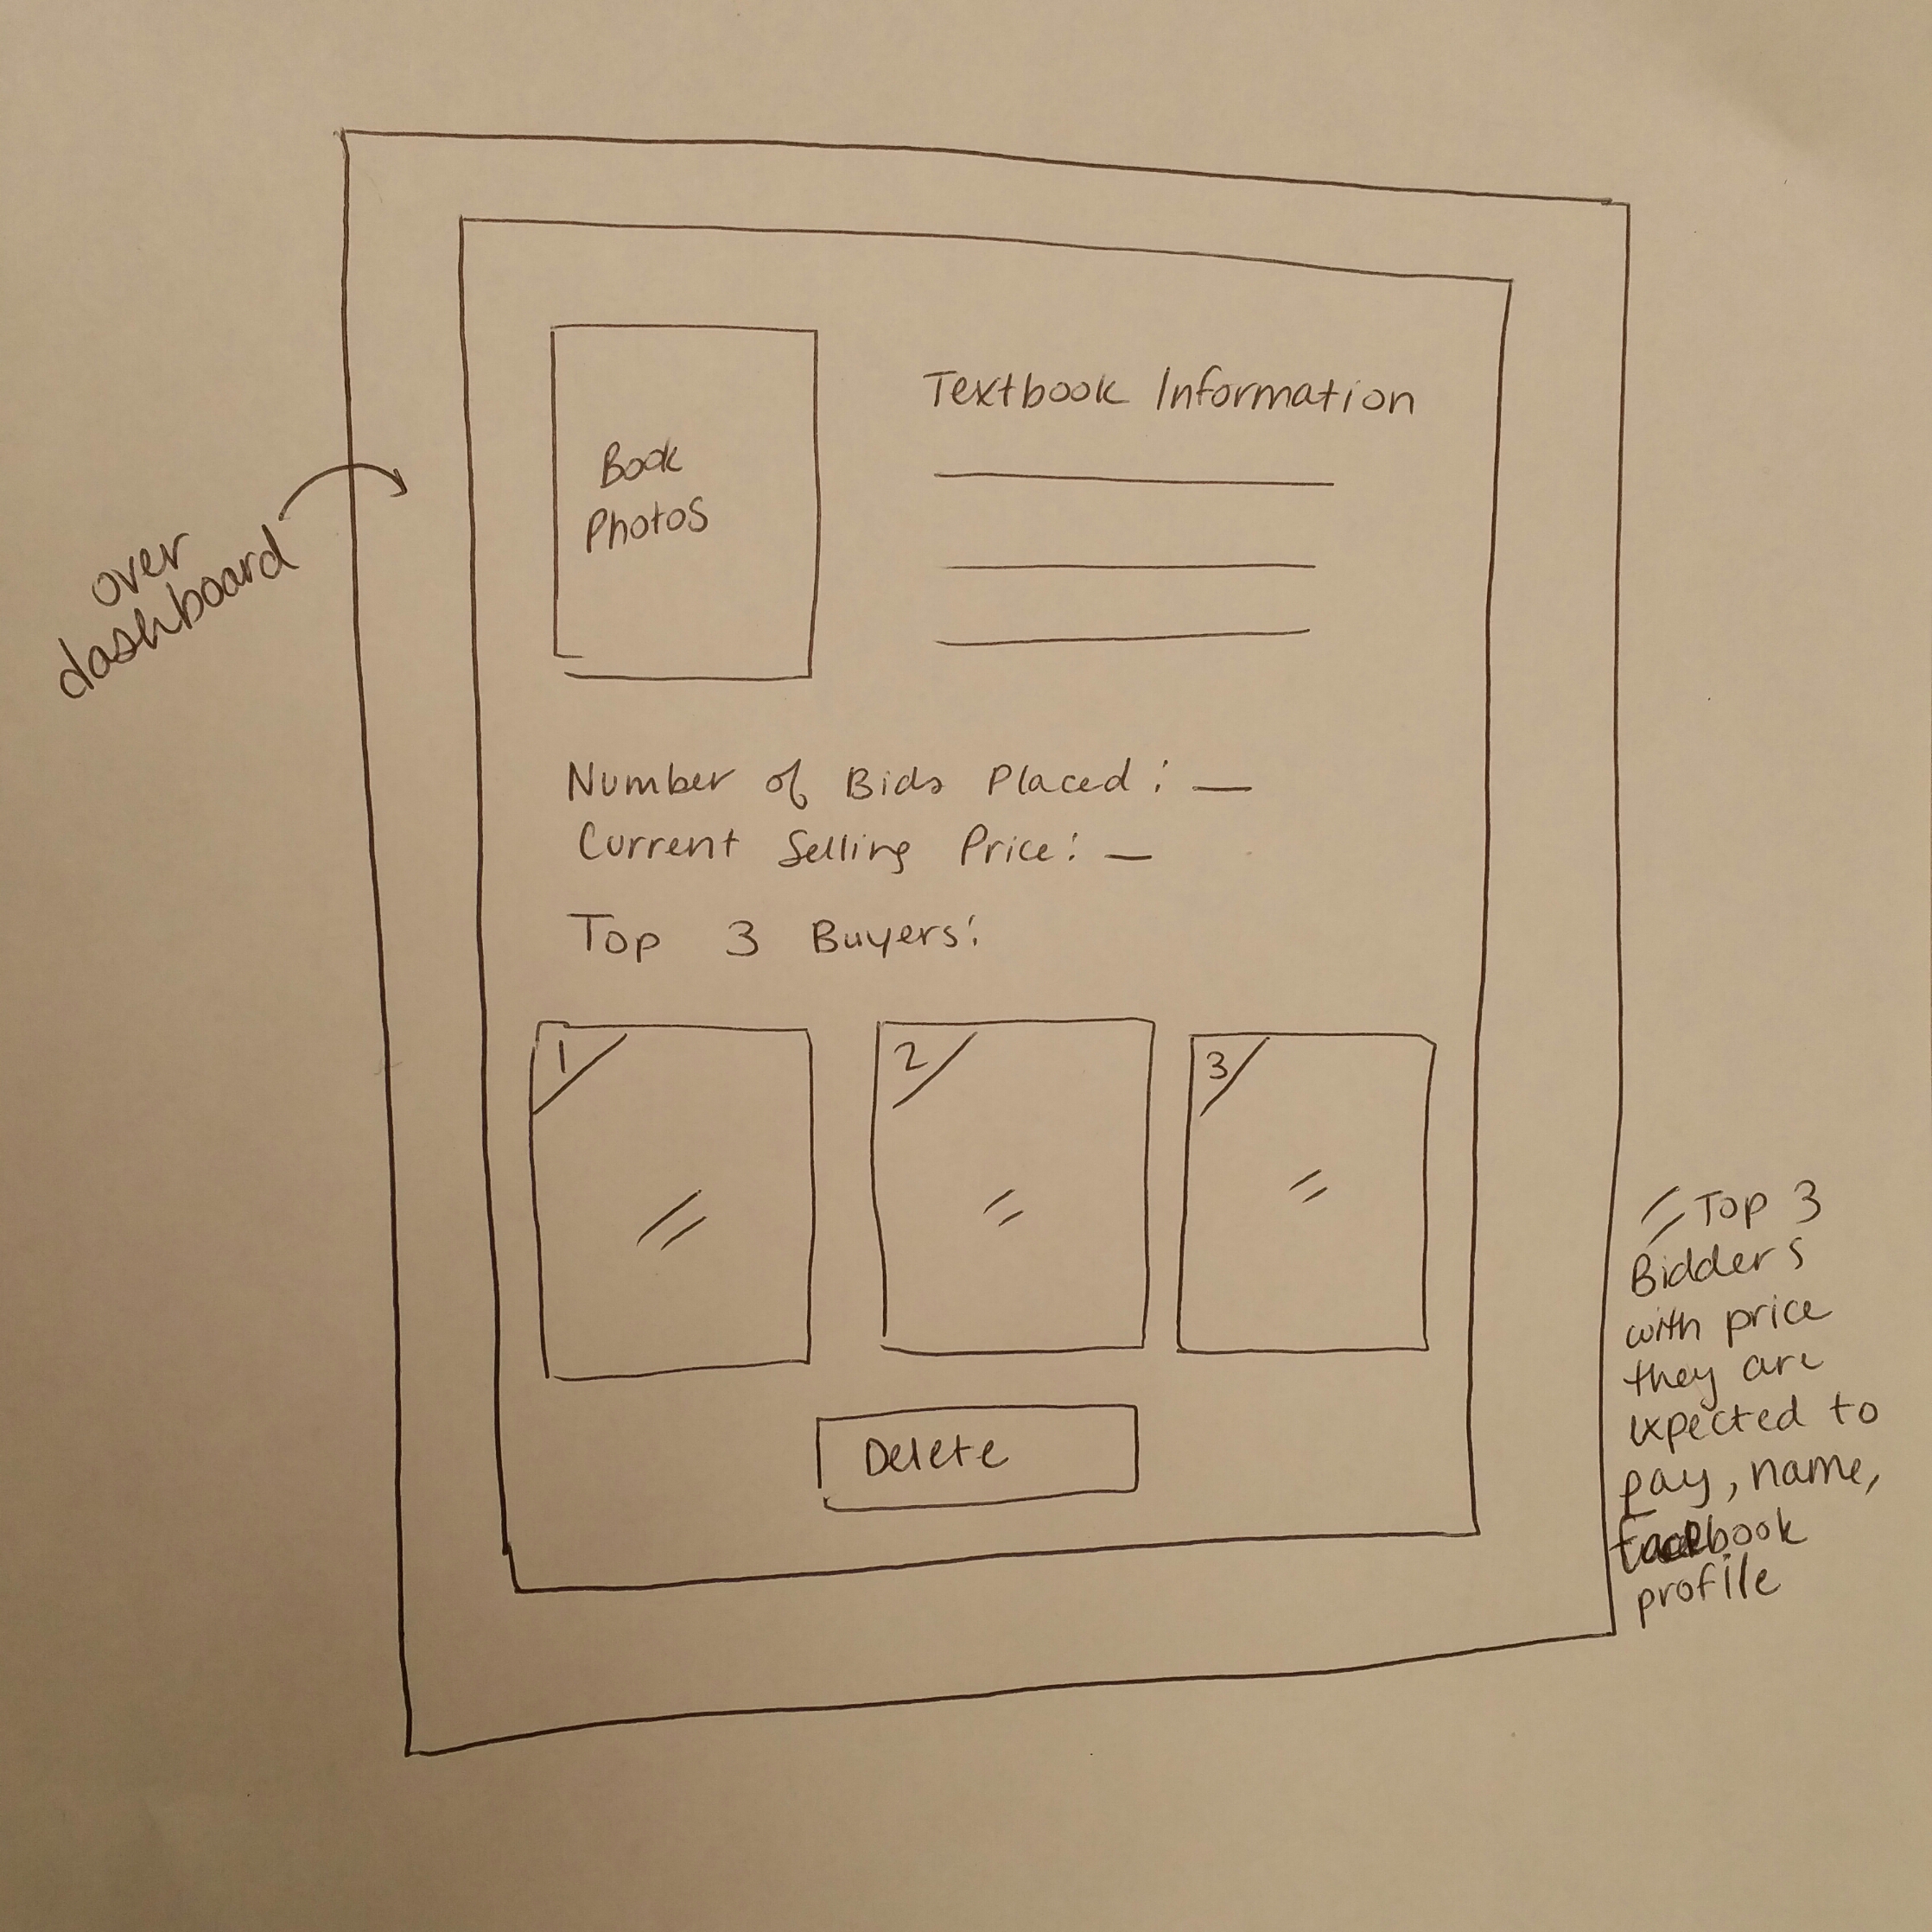 over
dashboard
Book
Photos
Textbook Information
Number of Bids Placed: —
Current Selling Price: —
Top 3 Buyers:
1
2
3
Delete
Top 3
Bidders
with price
they are
expected to
pay, name,
facebook
profile